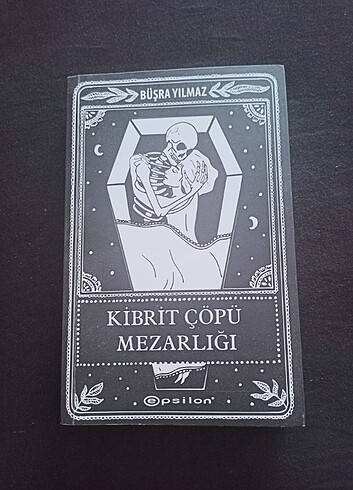 BÜŞRA YILMAZ
KİBRİT ÇÖPÜ
MEZARLIĞI
epsilon